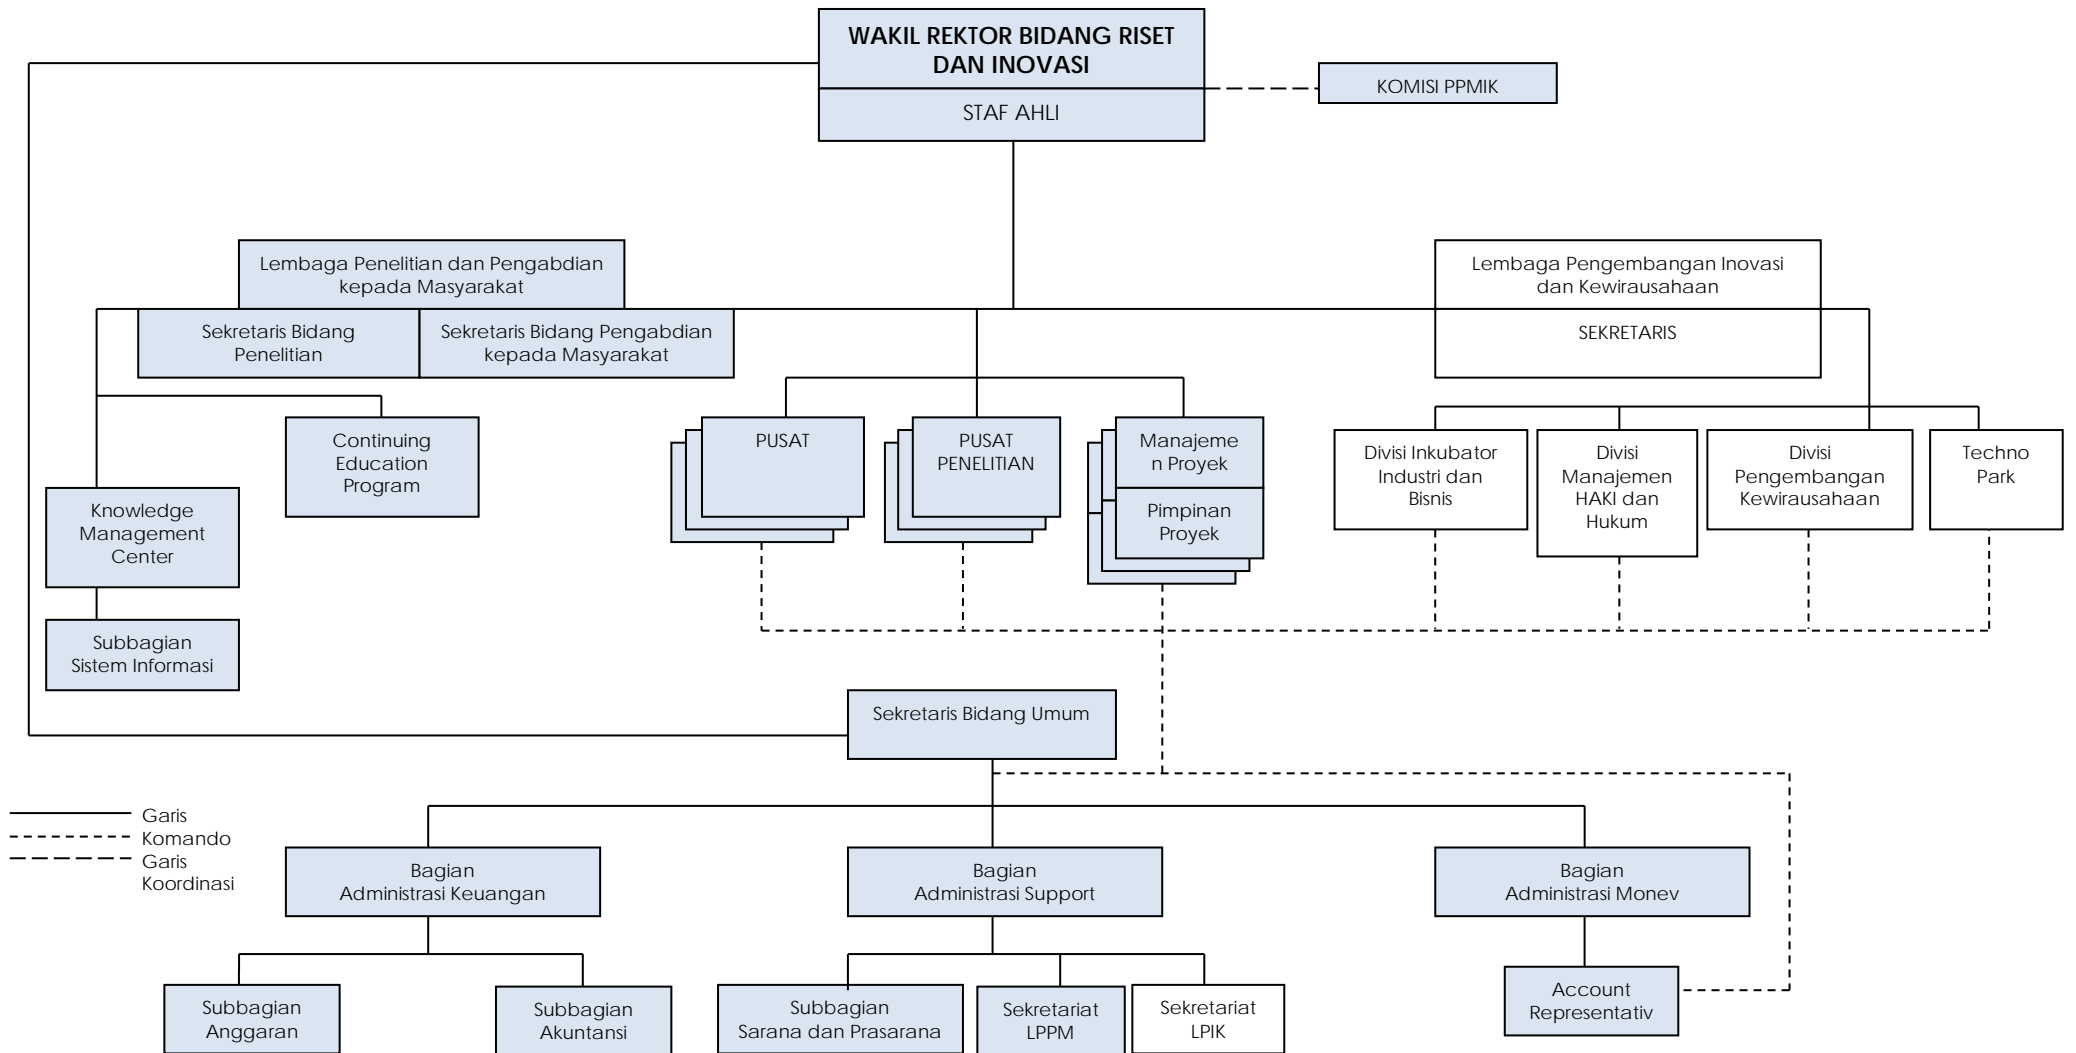 WAKIL REKTOR BIDANG RISET
DAN INOVASI
STAF AHLI
KOMISI PPMIK
Lembaga Penelitian dan Pengabdian
kepada Masyarakat
Sekretaris Bidang
Penelitian
Sekretaris Bidang Pengabdian
kepada Masyarakat
Lembaga Pengembangan Inovasi
dan Kewirausahaan
SEKRETARIS
Continuing
Education
Program
Knowledge
Management
Center
Subbagian
Sistem Informasi
PUSAT
PUSAT
PENELITIAN
Manajeme
n Proyek
Pimpinan
Proyek
Divisi Inkubator
Industri dan
Bisnis
Divisi
Manajemen
HAKI dan
Hukum
Divisi
Pengembangan
Kewirausahaan
Techno
Park
Sekretaris Bidang Umum
Garis
Komando
Garis
Koordinasi
Bagian
Administrasi Keuangan
Bagian
Administrasi Support
Bagian
Administrasi Monev
Subbagian
Anggaran
Subbagian
Akuntansi
Subbagian
Sarana dan Prasarana
Sekretariat
LPPM
Sekretariat
LPIK
Account
Representativ